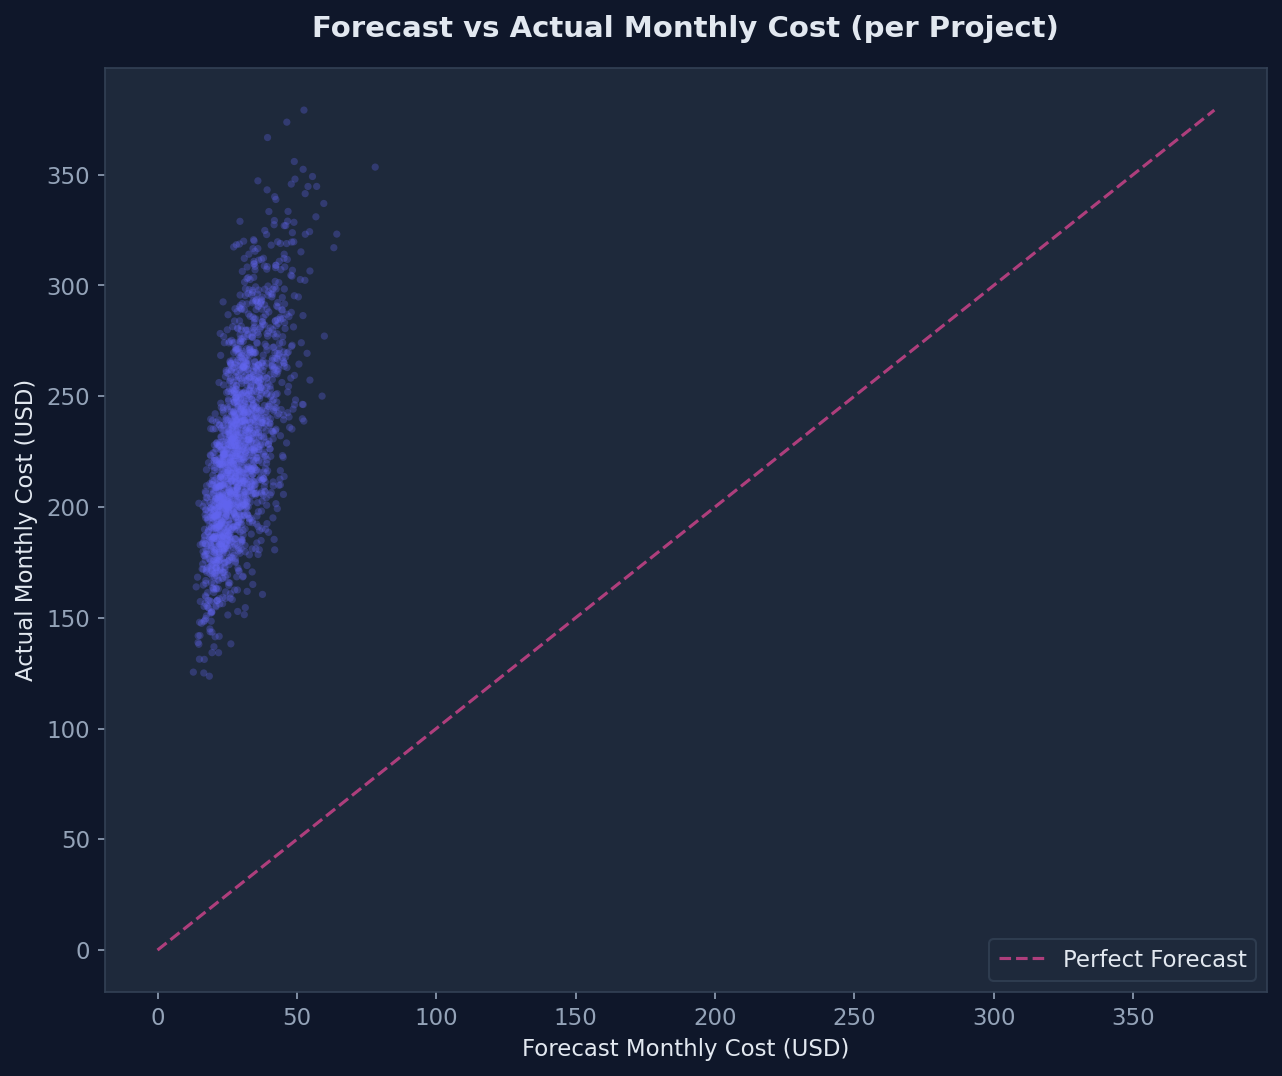 Forecast vs Actual Monthly Cost (per Project)
Actual Monthly Cost (USD)
350
300
250
200
150
100
50
0
Perfect Forecast
0 50 100 150 200 250 300 350
Forecast Monthly Cost (USD)